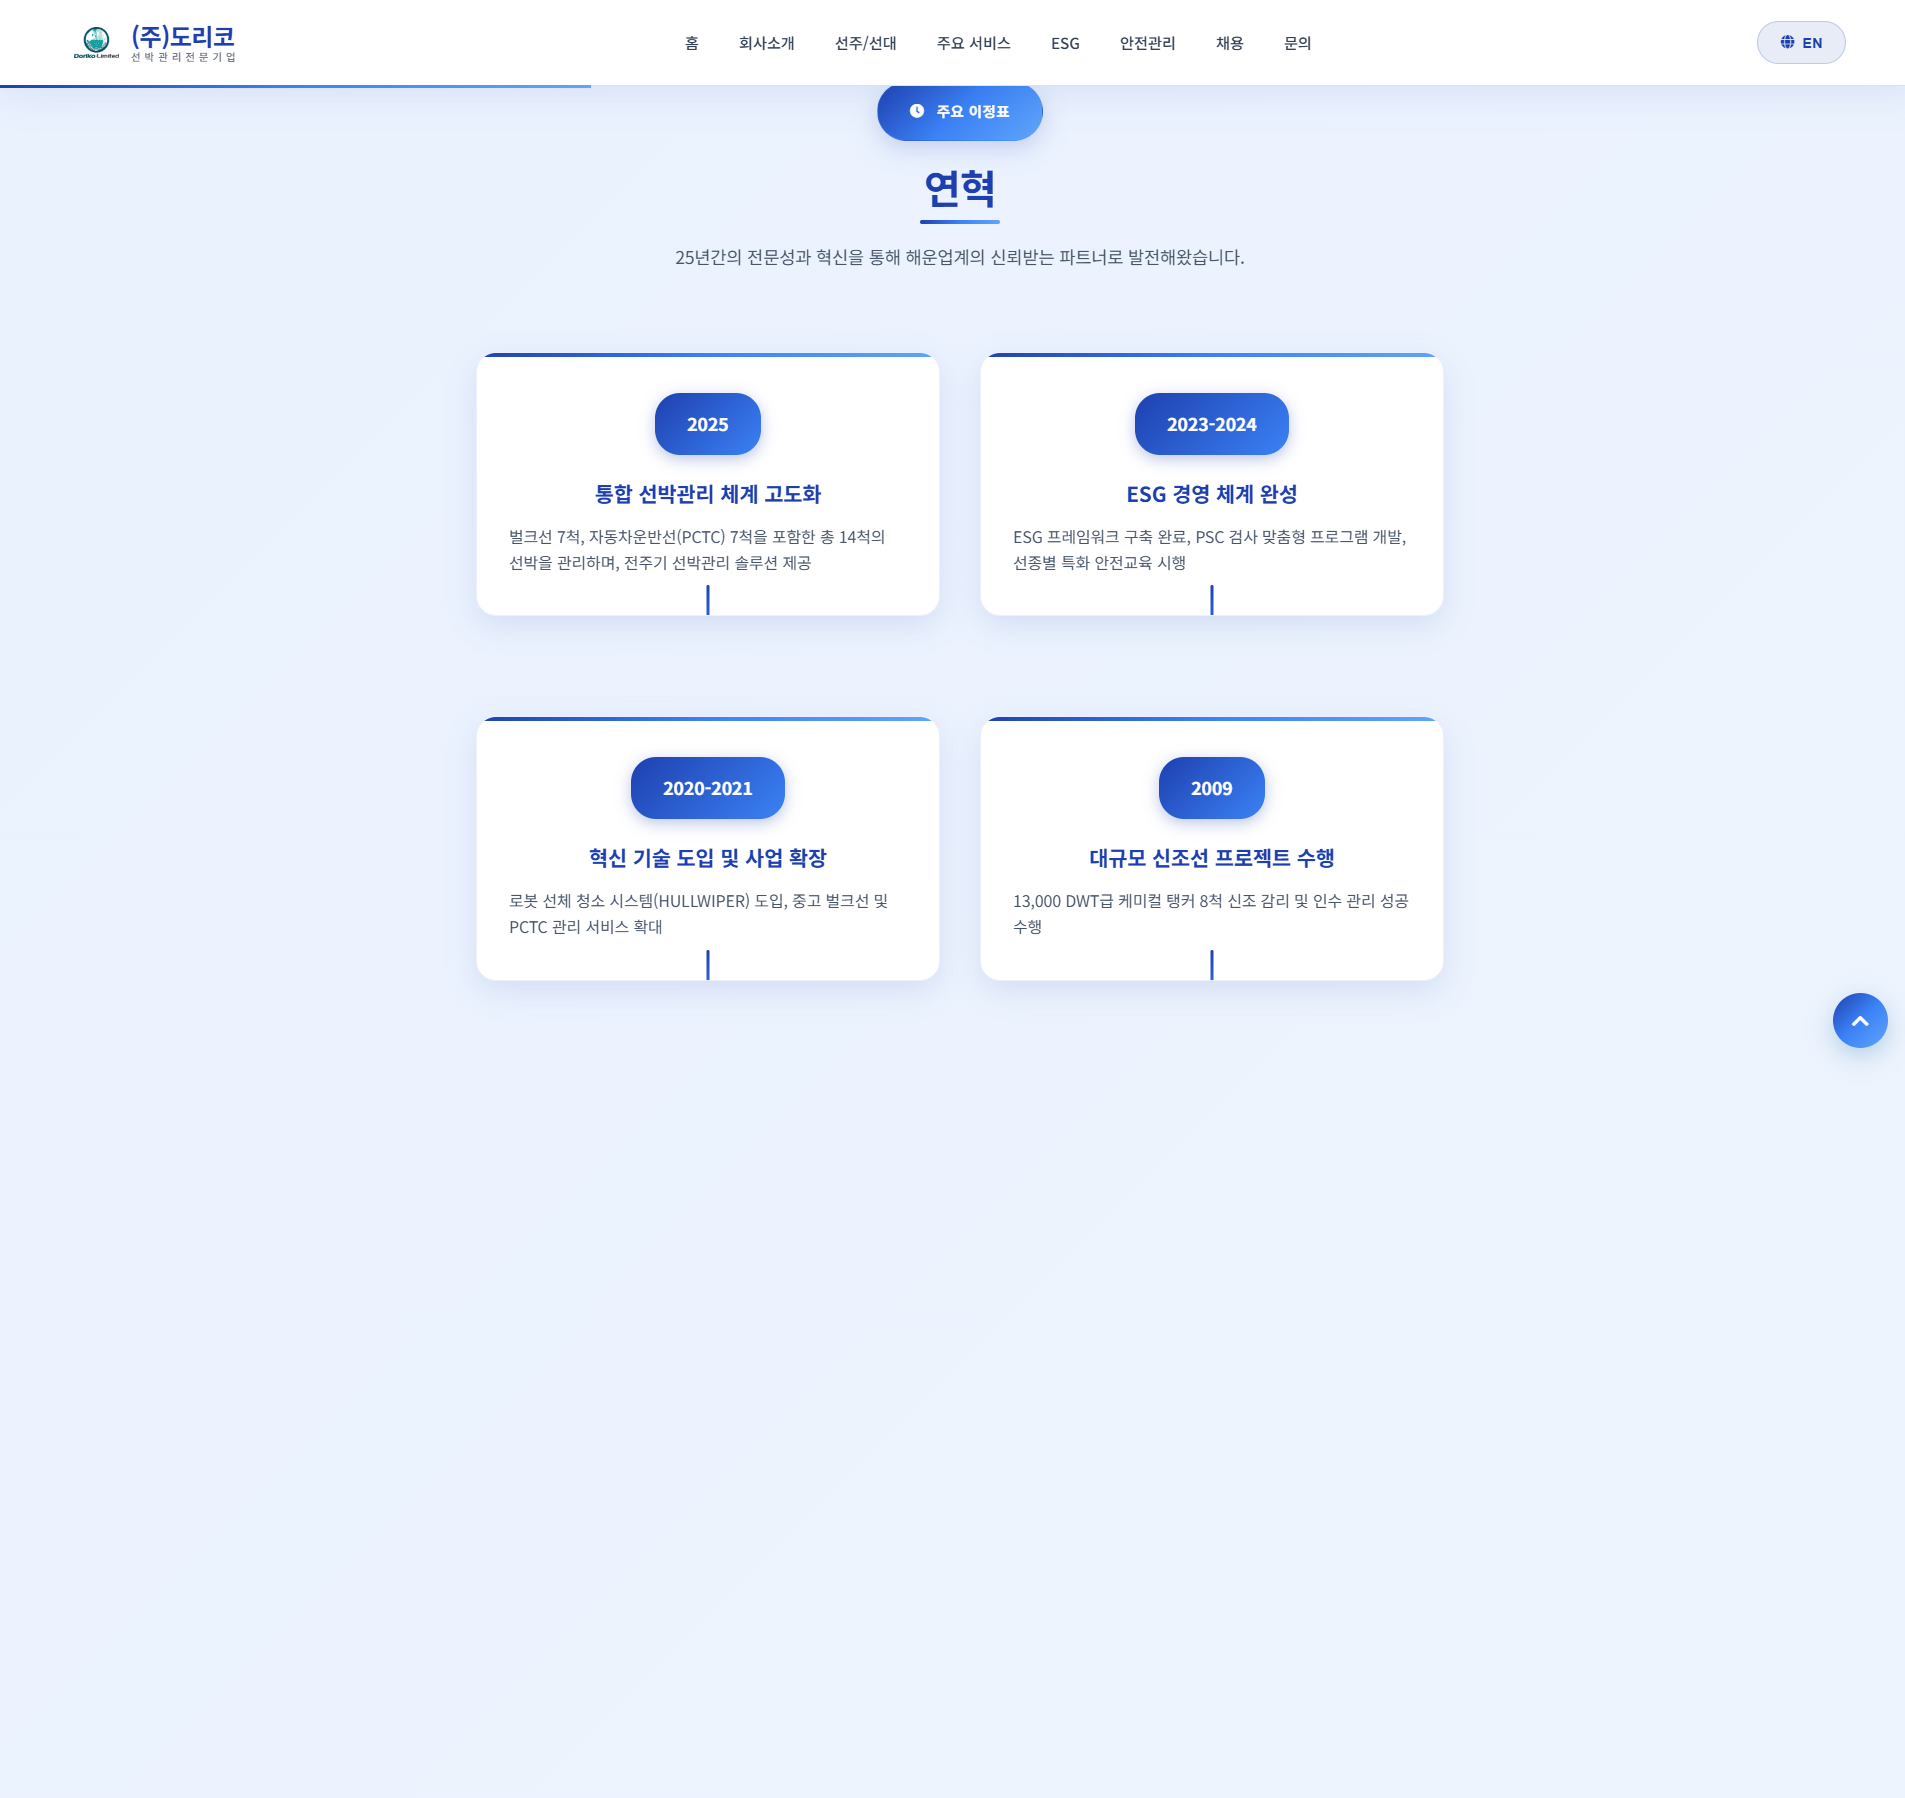 Doriko Limited
(주)도리코
선박관리전문기업
홈
회사소개
선주/선대
주요 서비스
ESG
안전관리
채용
문의
EN
주요 이정표
연혁
25년간의 전문성과 혁신을 통해 해운업계의 신뢰받는 파트너로 발전해왔습니다.
2025
통합 선박관리 체계 고도화
벌크선 7척, 자동차운반선(PCTC) 7척을 포함한 총 14척의
선박을 관리하며, 전주기 선박관리 솔루션 제공
2023-2024
ESG 경영 체계 완성
ESG 프레임워크 구축 완료, PSC 검사 맞춤형 프로그램 개발,
선종별 특화 안전교육 시행
2020-2021
혁신 기술 도입 및 사업 확장
로봇 선체 청소 시스템(HULLWIPER) 도입, 중고 벌크선 및
PCTC 관리 서비스 확대
2009
대규모 신조선 프로젝트 수행
13,000 DWT급 케미컬 탱커 8척 신조 감리 및 인수 관리 성공
수행